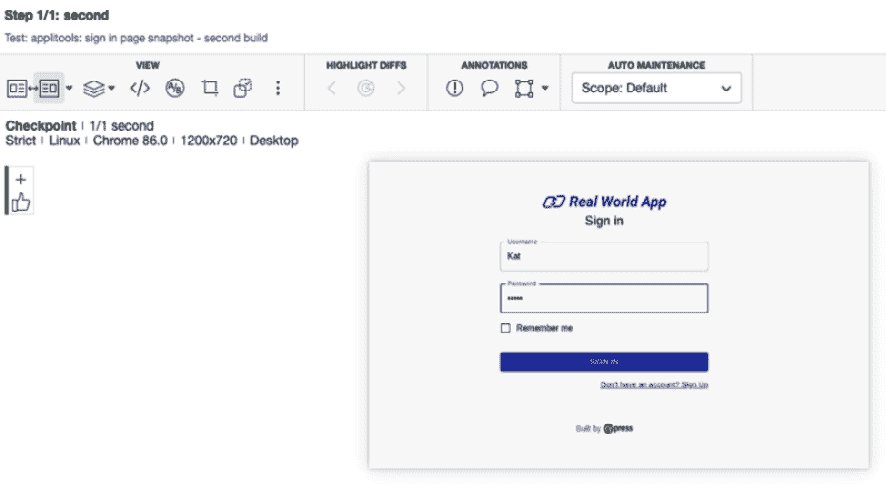 Step 1/1: second
Test: applitools: sign in page snapshot - second build
VIEW
HIGHLIGHT DIFFS
ANNOTATIONS
AUTO MAINTENANCE
A/B
Scope: Default
Checkpoint | 1/1 second
Strict | Linux | Chrome 86.0 | 1200x720 | Desktop
Real World App
Sign in
Username
Kat
Password
Remember me
SIGN IN
Don't have an account? Sign Up
Built by cypress